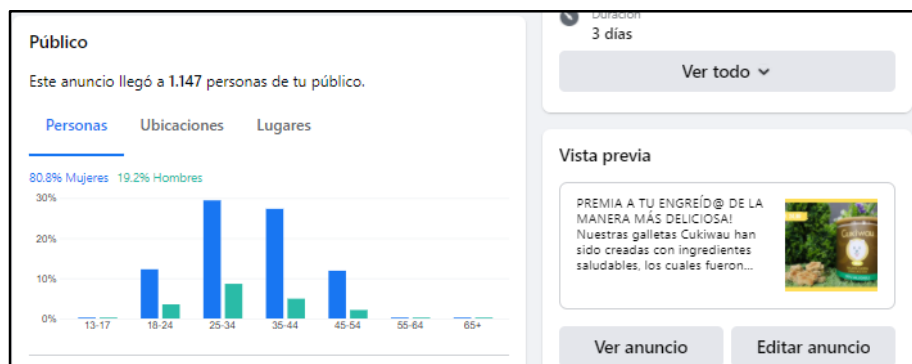 Público
Este anuncio llegó a 1.147 personas de tu público.
Personas Ubicaciones Lugares
80.8% Mujeres 19.2% Hombres
30%
20%
10%
0%
13-17 18-24 25-34 35-44 45-54 55-64 65+
Duración
3 días
Ver todo
Vista previa
PREMIA A TU ENGREÍD@ DE LA
MANERA MÁS DELICIOSA!
Nuestras galletas Cukiwau han
sido creadas con ingredientes
saludables, los cuales fueron...
Cukiwau
Ver anuncio Editar anuncio